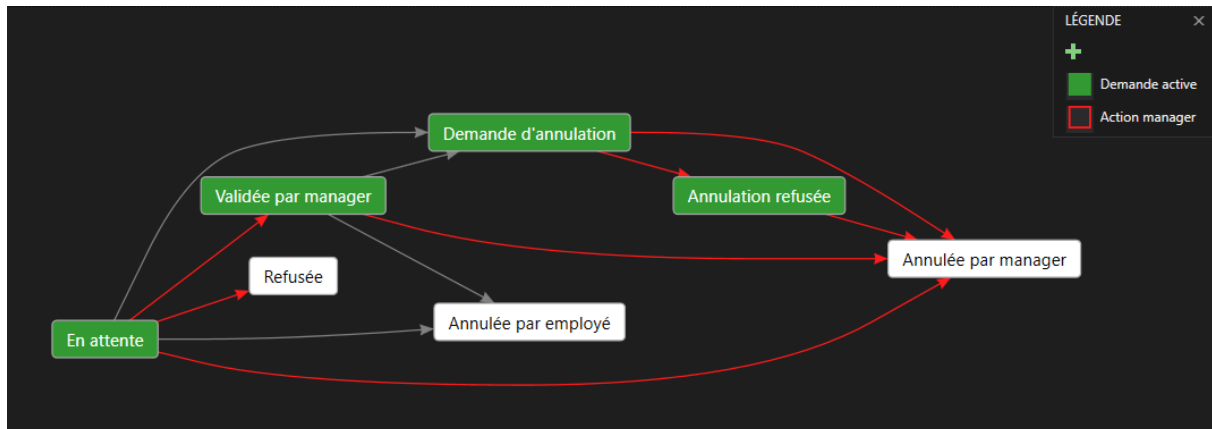 LÉGENDE
Demande active
Action manager
Demande d'annulation
Validée par manager
Annulation refusée
Annulée par manager
Refusée
Annulée par employé
En attente